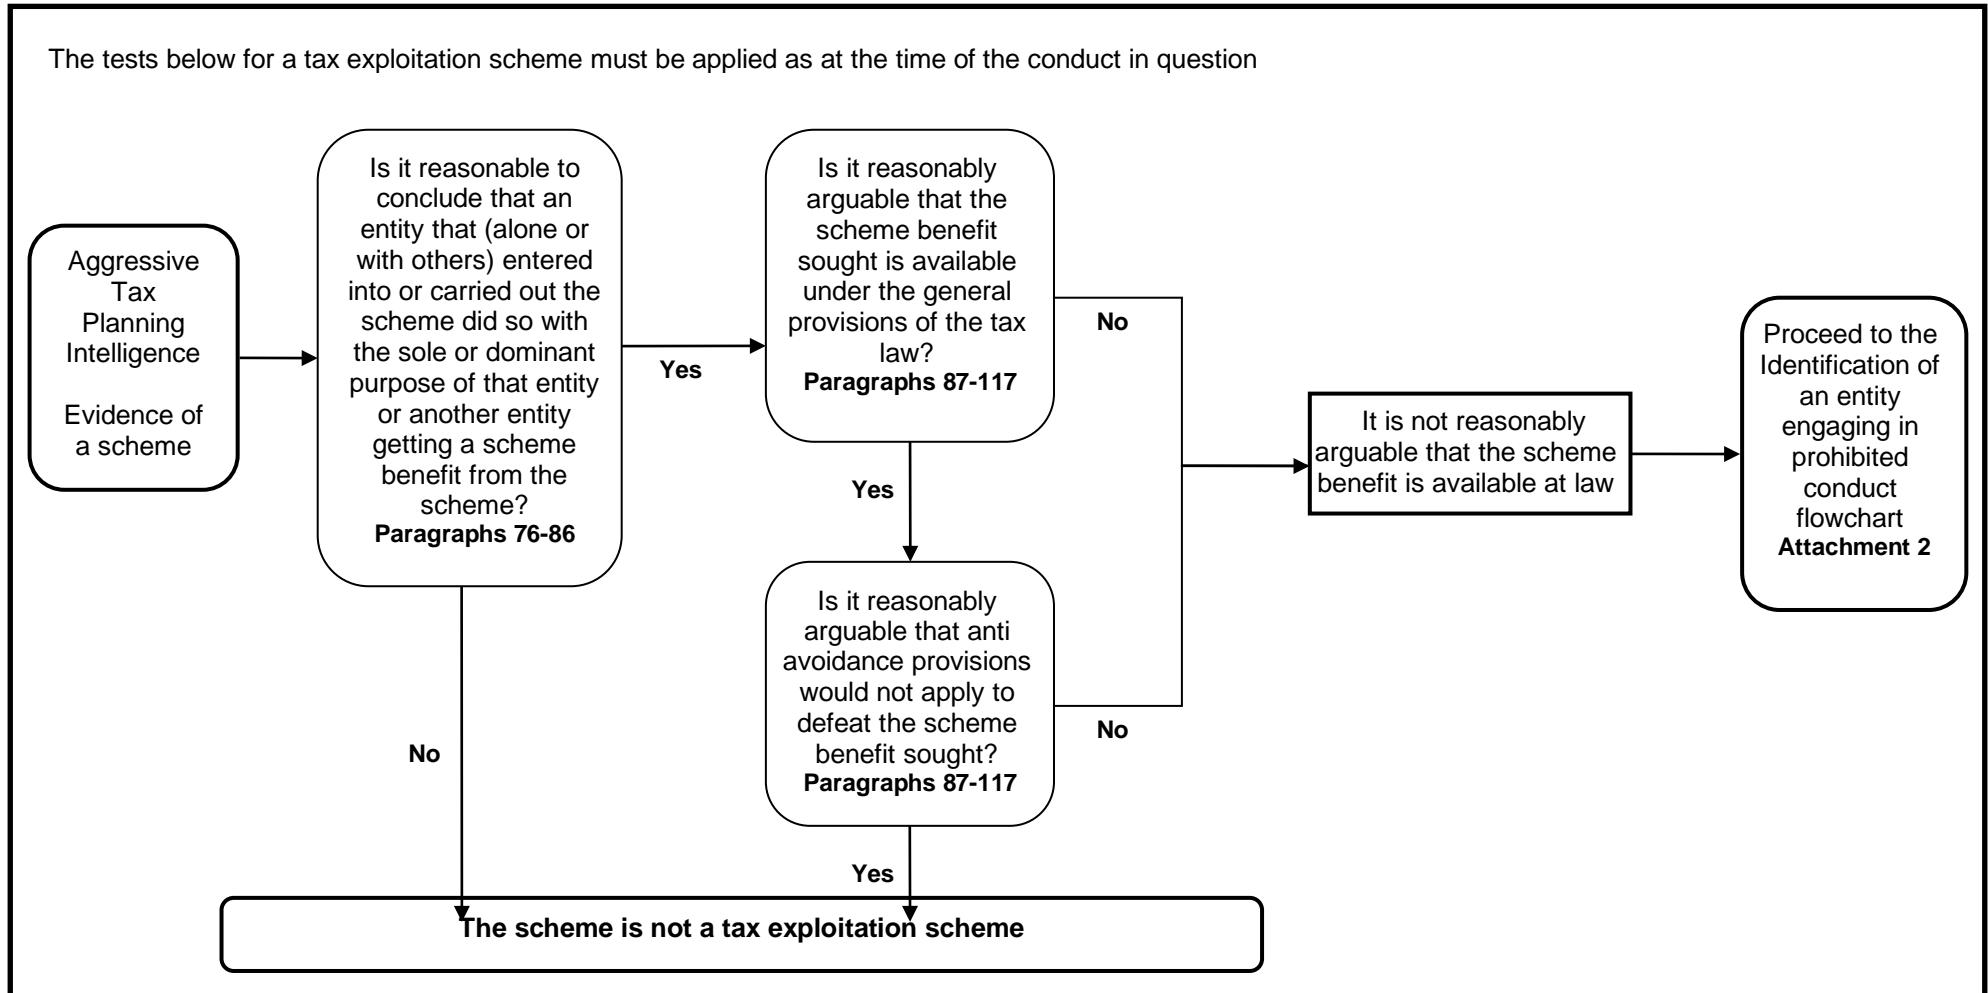 The tests below for a tax exploitation scheme must be applied as at the time of the conduct in question
Aggressive
Tax
Planning
Intelligence
Evidence of
a scheme
Is it reasonable to
conclude that an
entity that (alone or
with others) entered
into or carried out the
scheme did so with
the sole or dominant
purpose of that entity
or another entity
getting a scheme
benefit from the
scheme?
Paragraphs 76-86
Yes
No
Is it reasonably
arguable that the
scheme benefit
sought is available
under the general
provisions of the tax
law?
Paragraphs 87-117
No
Yes
Is it reasonably
arguable that anti
avoidance provisions
would not apply to
defeat the scheme
benefit sought?
Paragraphs 87-117
No
Yes
It is not reasonably
arguable that the scheme
benefit is available at law
Proceed to the
Identification of
an entity
engaging in
prohibited
conduct
flowchart
Attachment 2
The scheme is not a tax exploitation scheme